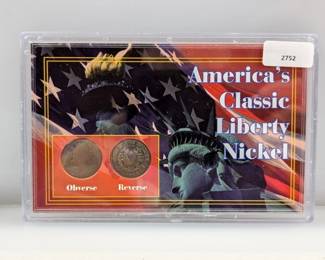 2752
America's
Classic
Liberty
Nickel
Obverse Reverse